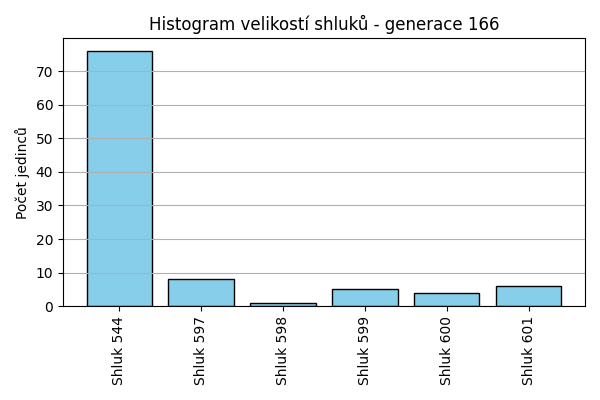 Histogram velikostí shluků - generace 166
Počet jedinců
70
60
50
40
30
20
10
0
Shluk 544
Shluk 597
Shluk 598
Shluk 599
Shluk 600
Shluk 601